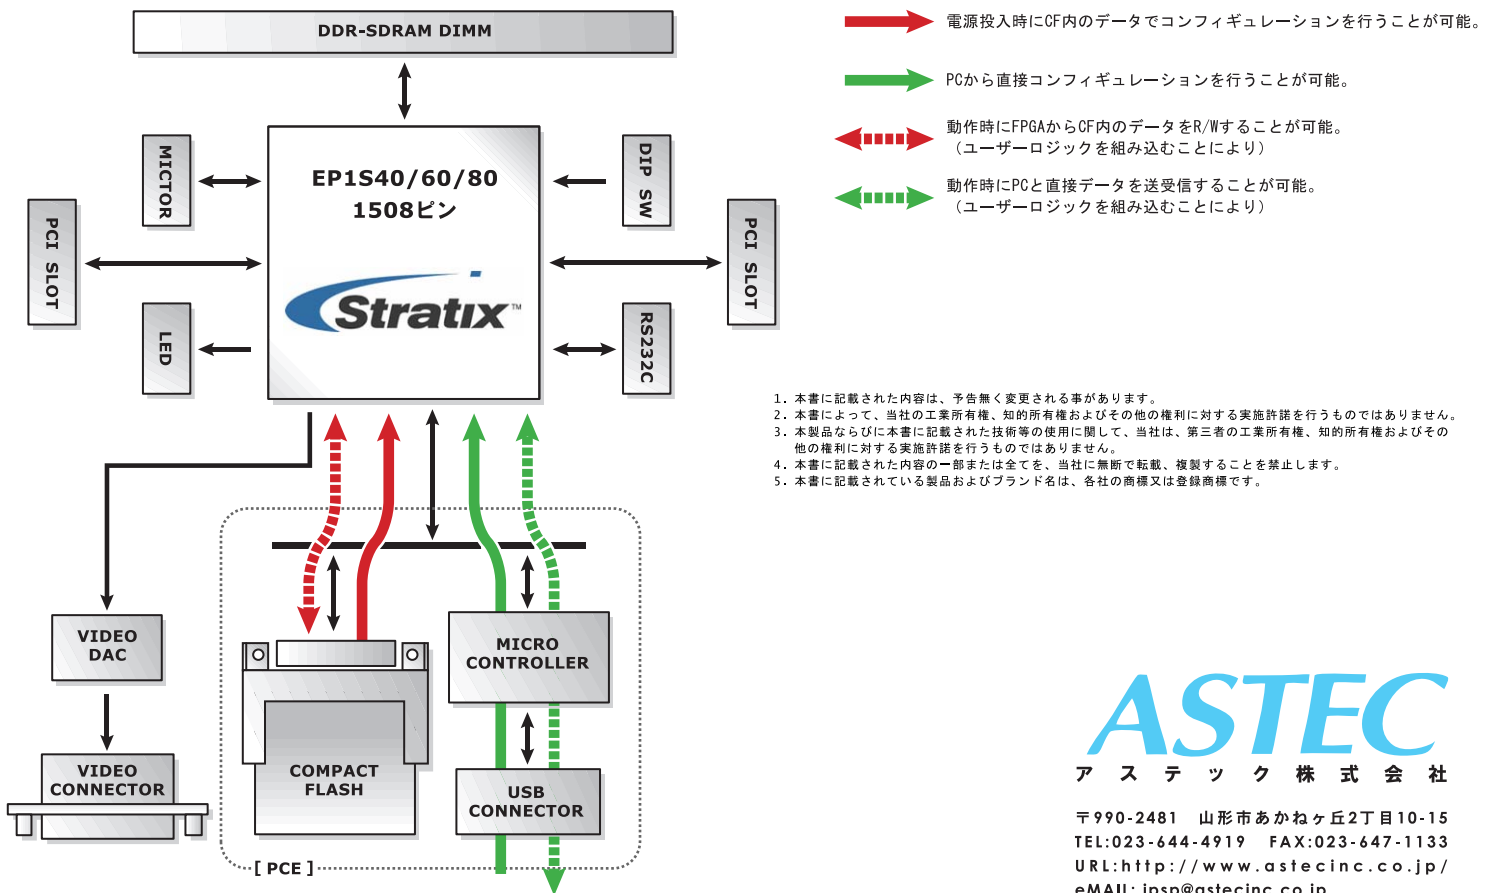 DDR-SDRAM DIMM
MICTOR
EP1S40/60/80
1508ピン
DIP SW
PCI SLOT
Stratix™
PCI SLOT
LED
RS232C
VIDEO
DAC
MICRO
CONTROLLER
VIDEO
CONNECTOR
COMPACT
FLASH
USB
CONNECTOR
[ PCE ]
電源投入時にCF内のデータでコンフィギュレーションを行うことが可能。
PCから直接コンフィギュレーションを行うことが可能。
動作時にFPGAからCF内のデータをR/Wすることが可能。
（ユーザーロジックを組み込むことにより）
動作時にPCと直接データを送受信することが可能。
（ユーザーロジックを組み込むことにより）
1. 本書に記載された内容は、予告無く変更される事があります。
2. 本書によって、当社の工業所有権、知的所有権およびその他の権利に対する実施許諾を行うものではありません。
3. 本製品ならびに本書に記載された技術等の使用に関して、当社は、第三者の工業所有権、知的所有権およびその
他の権利に対する実施許諾を行うものではありません。
4. 本書に記載された内容の一部または全てを、当社に無断で転載、複製することを禁止します。
5. 本書に記載されている製品およびブランド名は、各社の商標又は登録商標です。
ASTEC
アステック株式会社
〒990-2481 山形市あかねヶ丘2丁目10-15
TEL:023-644-4919 FAX:023-647-1133
URL:http://www.astecinc.co.jp/
eMAIL: ipsp@astecinc.co.jp